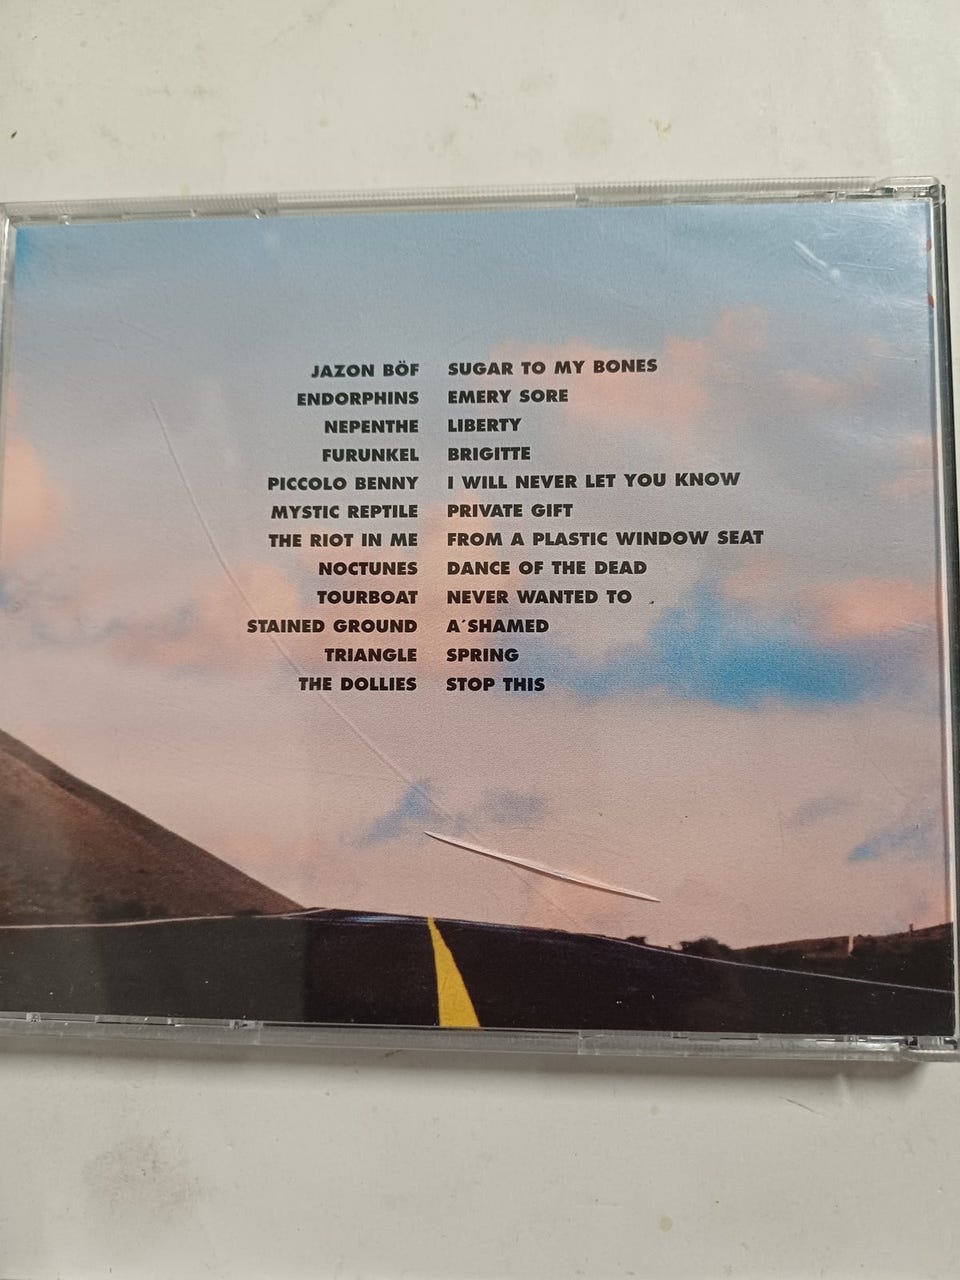 JAZON BÖF SUGAR TO MY BONES
ENDORPHINS EMERY SORE
NEPENTHE LIBERTY
FURUNKEL BRIGITTE
PICCOLO BENNY I WILL NEVER LET YOU KNOW
MYSTIC REPTILE PRIVATE GIFT
THE RIOT IN ME FROM A PLASTIC WINDOW SEAT
NOCTUNES DANCE OF THE DEAD
TOURBOAT NEVER WANTED TO
STAINED GROUND A´SHAMED
TRIANGLE SPRING
THE DOLLIES STOP THIS